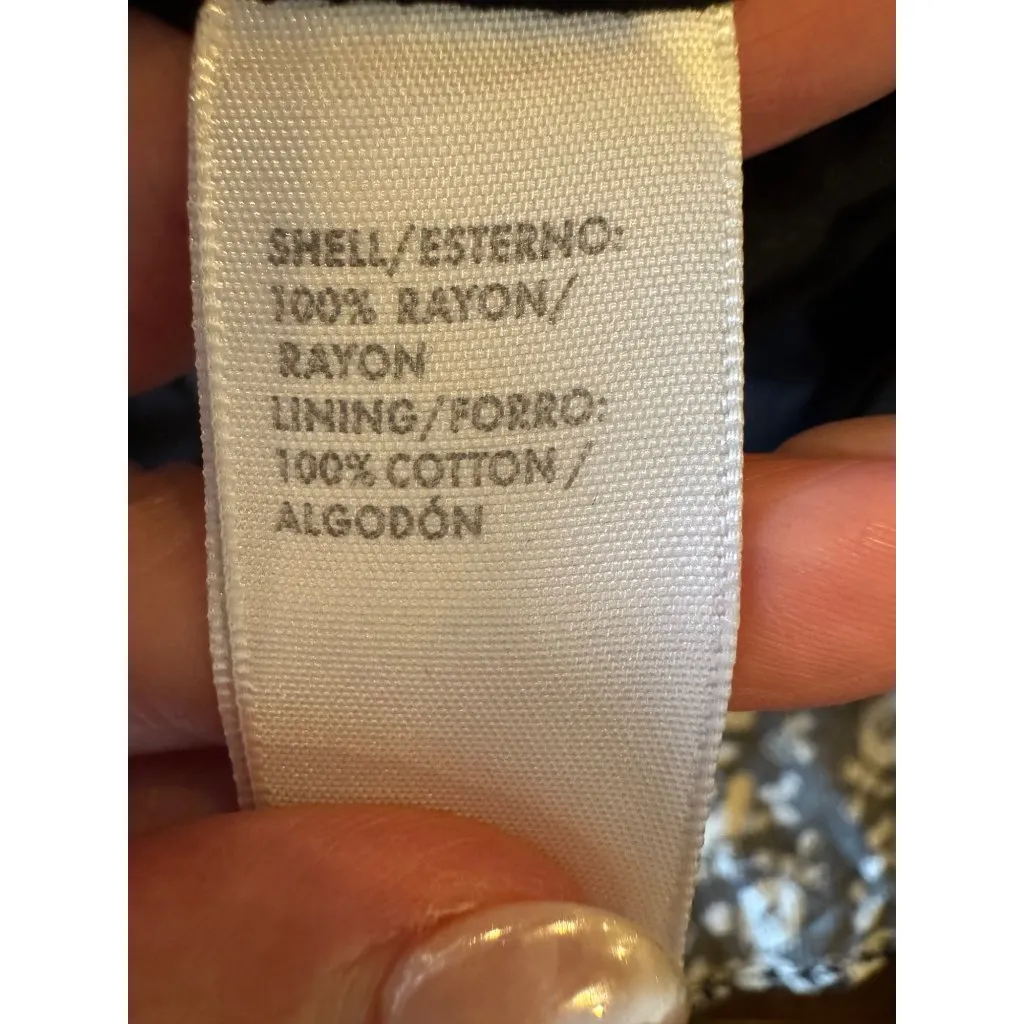 SHELL/ESTERNO:
100% RAYON/
RAYON
LINING/FORRO:
100% COTTON/
ALGODÓN